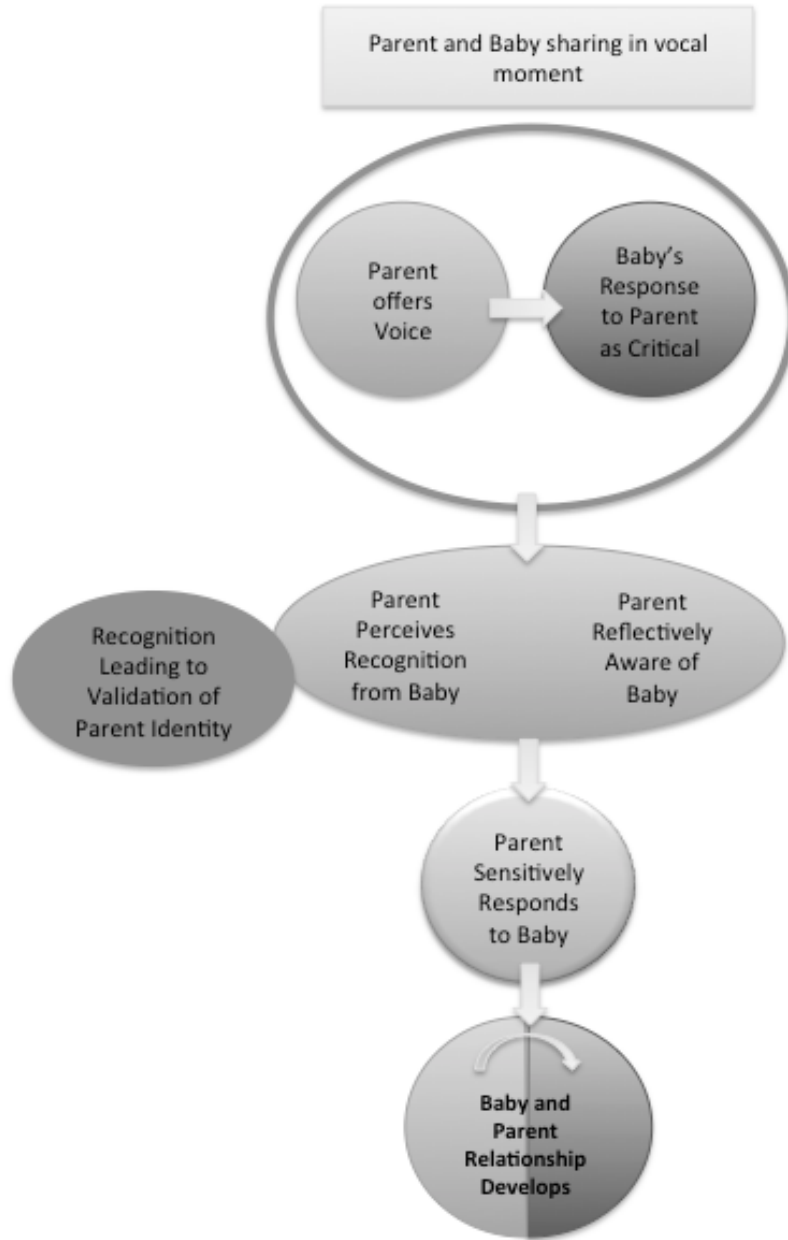 Parent and Baby sharing in vocal
moment
Parent
offers
Voice
Baby’s
Response
to Parent
as Critical
Parent
Perceives
Recognition
from Baby
Parent
Reflectively
Aware of
Baby
Recognition
Leading to
Validation of
Parent Identity
Parent
Sensitively
Responds
to Baby
Baby and
Parent
Relationship
Develops